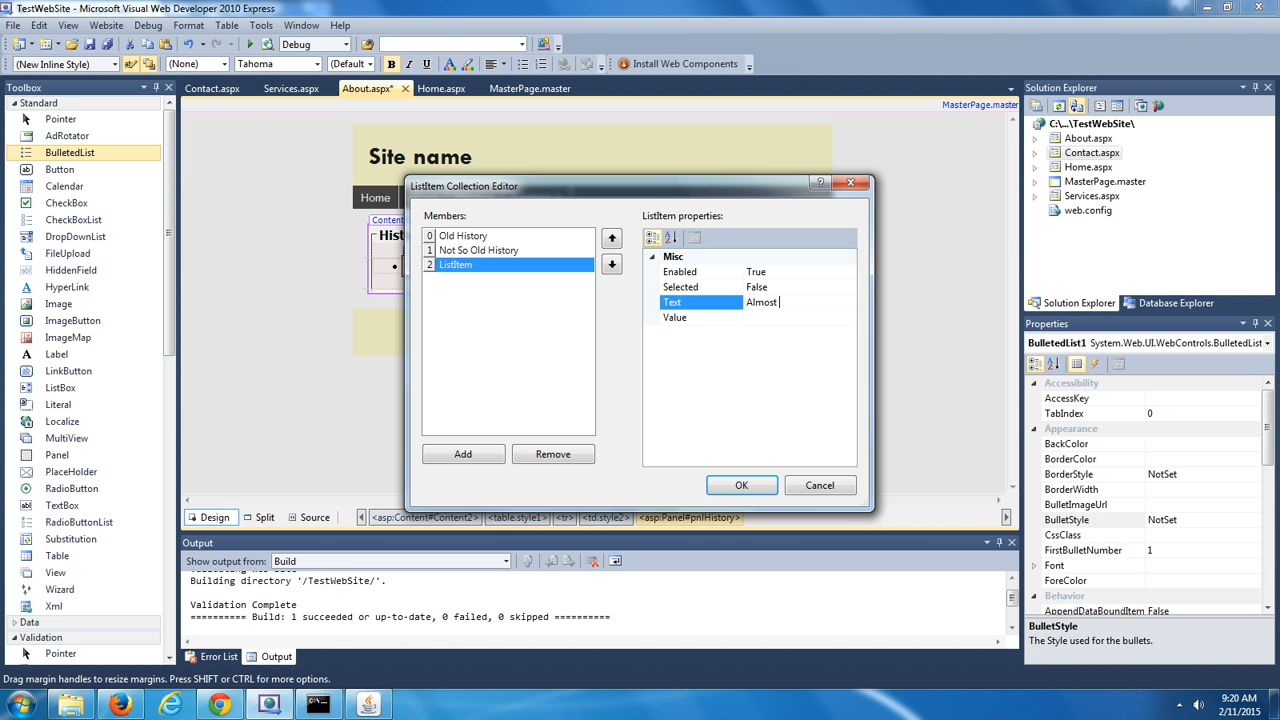 TestWebSite - Microsoft Visual Web Developer 2010 Express
File Edit View Website Debug Format Table Tools Window Help
Debug
(New Inline Style) (None) Tahoma (Default) B I U A Install Web Components
Toolbox
Contact.aspx Services.aspx About.aspx* Home.aspx MasterPage.master
Solution Explorer
MasterPage.master
Standard
Pointer
AdRotator
BulletedList
Button
Calendar
CheckBox
CheckBoxList
DropDownList
FileUpload
HiddenField
HyperLink
Image
ImageButton
ImageMap
Label
LinkButton
ListBox
Literal
Localize
MultiView
Panel
PlaceHolder
RadioButton
TextBox
RadioButtonList
Substitution
Table
View
Wizard
Xml
Data
Validation
Pointer
Site name
Home
Content
Hist
ListItem Collection Editor
Members:
0 Old History
1 Not So Old History
2 ListItem
Add Remove
ListItem properties:
Misc
Enabled True
Selected False
Text Almost
Value
OK Cancel
Design Split Source <asp:Content#Content2> <table.style1> <tr> <td.style2> <asp:Panel#pnlHistory>
Output
Show output from: Build
Building directory '/TestWebSite/'.
Validation Complete
========== Build: 1 succeeded or up-to-date, 0 failed, 0 skipped ==========
Error List Output
C:\...\TestWebSite\
About.aspx
Contact.aspx
Home.aspx
MasterPage.master
Services.aspx
web.config
Solution Explorer Database Explorer
Properties
BulletedList1 System.Web.UI.WebControls.BulletedList
Accessibility
AccessKey
TabIndex 0
Appearance
BackColor
BorderColor
BorderStyle NotSet
BorderWidth
BulletImageUrl
BulletStyle NotSet
CssClass
FirstBulletNumber 1
Font
ForeColor
Behavior
AppendDataBoundItem False
BulletStyle
The Style used for the bullets.
Drag margin handles to resize margins. Press SHIFT or CTRL for more options.
9:20 AM
2/11/2015